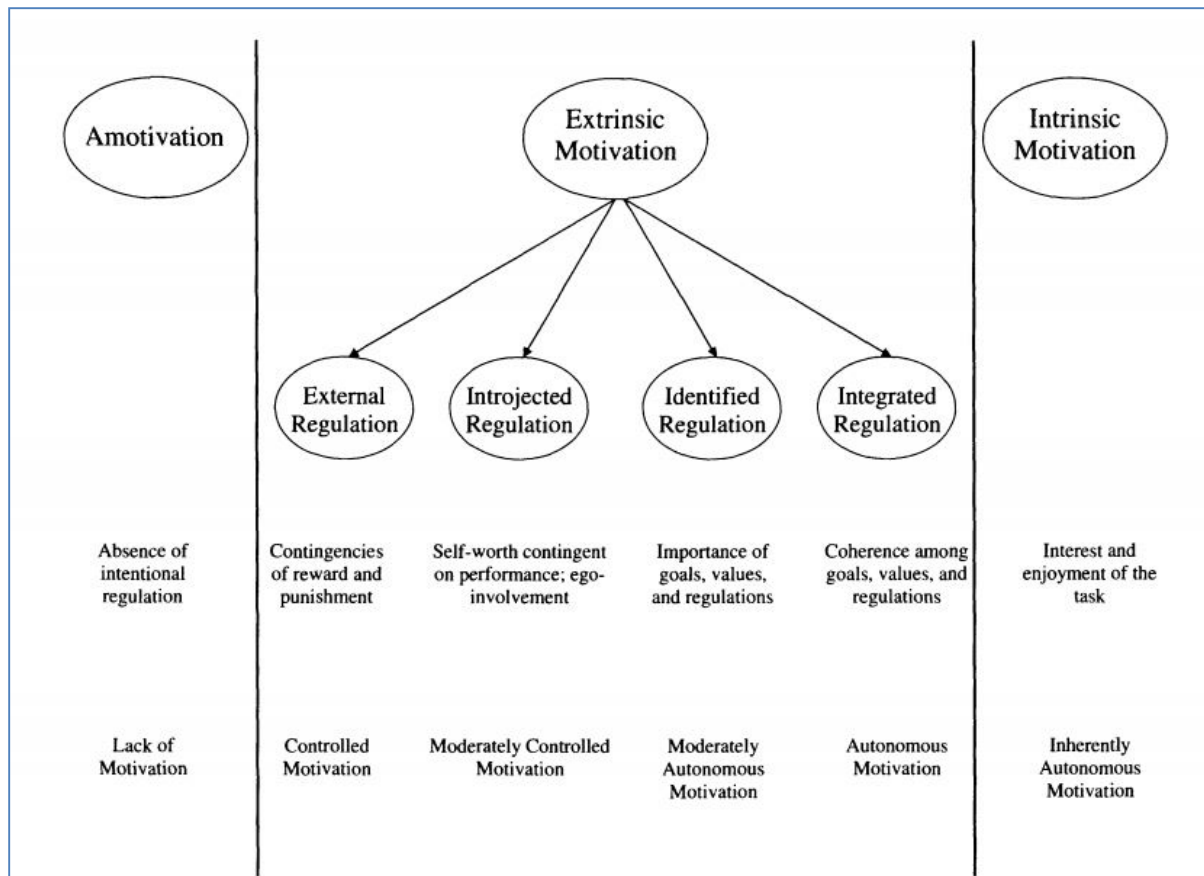 Amotivation
Extrinsic
Motivation
Intrinsic
Motivation
External
Regulation
Introjected
Regulation
Identified
Regulation
Integrated
Regulation
Absence of
intentional
regulation
Contingencies
of reward and
punishment
Self-worth contingent
on performance; ego-
involvement
Importance of
goals, values,
and regulations
Coherence among
goals, values, and
regulations
Interest and
enjoyment of the
task
Lack of
Motivation
Controlled
Motivation
Moderately Controlled
Motivation
Moderately
Autonomous
Motivation
Autonomous
Motivation
Inherently
Autonomous
Motivation